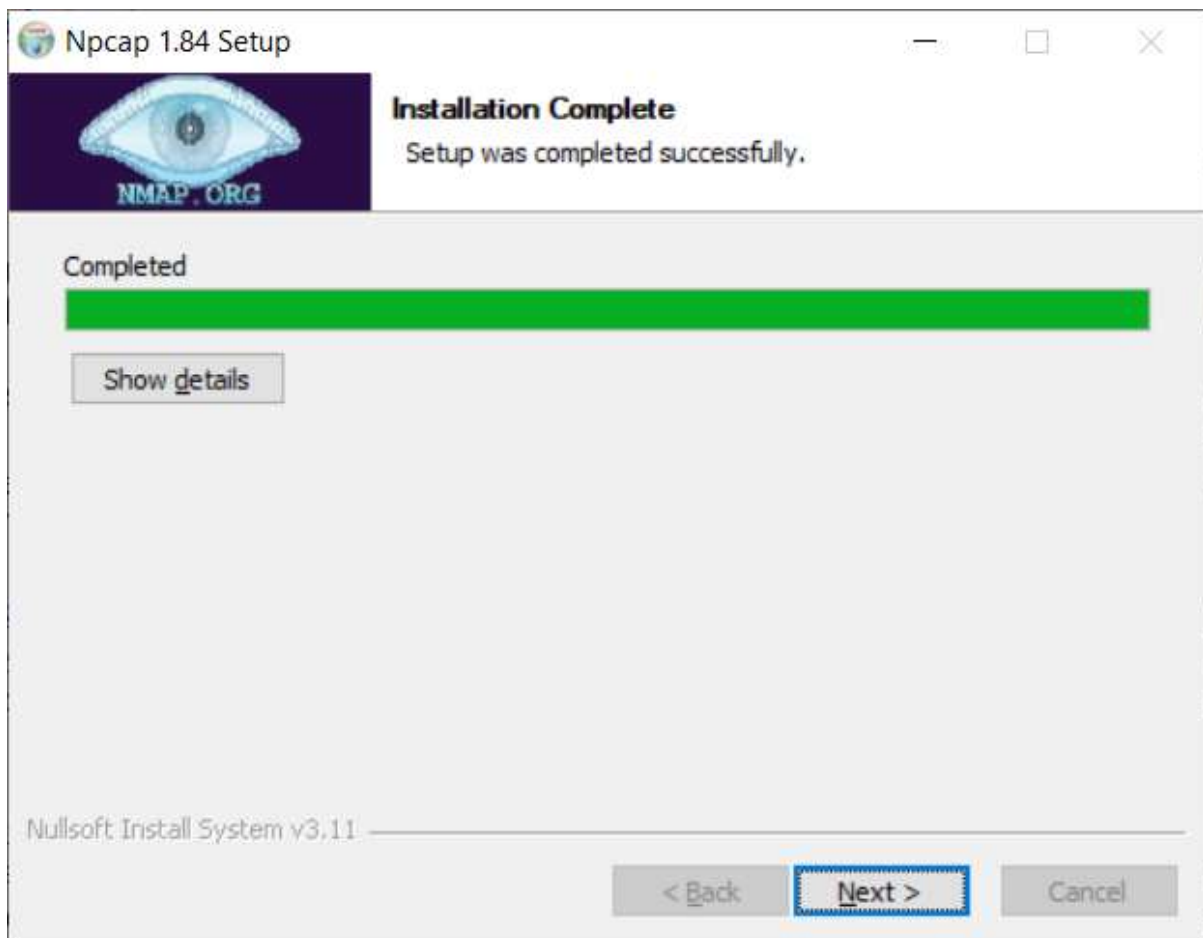 Npcap 1.84 Setup
NMAP.ORG
Installation Complete
Setup was completed successfully.
Completed
Show details
Nullsoft Install System v3.11
< Back
Next >
Cancel